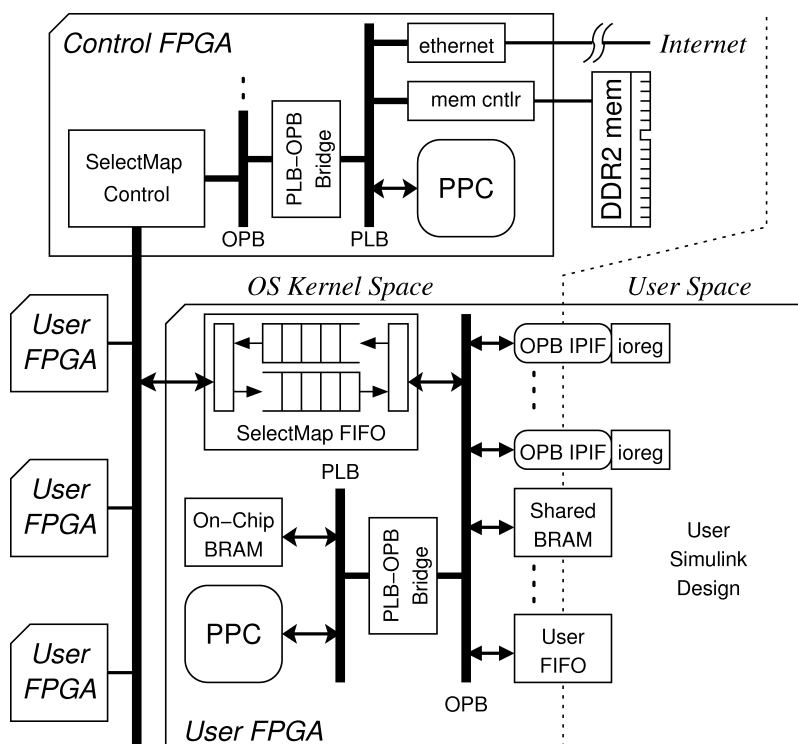 Control FPGA
ethernet
Internet
mem cntlr
DDR2 mem
SelectMap
Control
PLB-OPB
Bridge
PPC
OPB
PLB
OS Kernel Space
User Space
User
FPGA
OPB IPIF
ioreg
SelectMap FIFO
User
FPGA
OPB IPIF
ioreg
PLB
On-Chip
BRAM
PLB-OPB
Bridge
Shared
BRAM
User
Simulink
Design
PPC
User
FIFO
User
FPGA
OPB
User FPGA